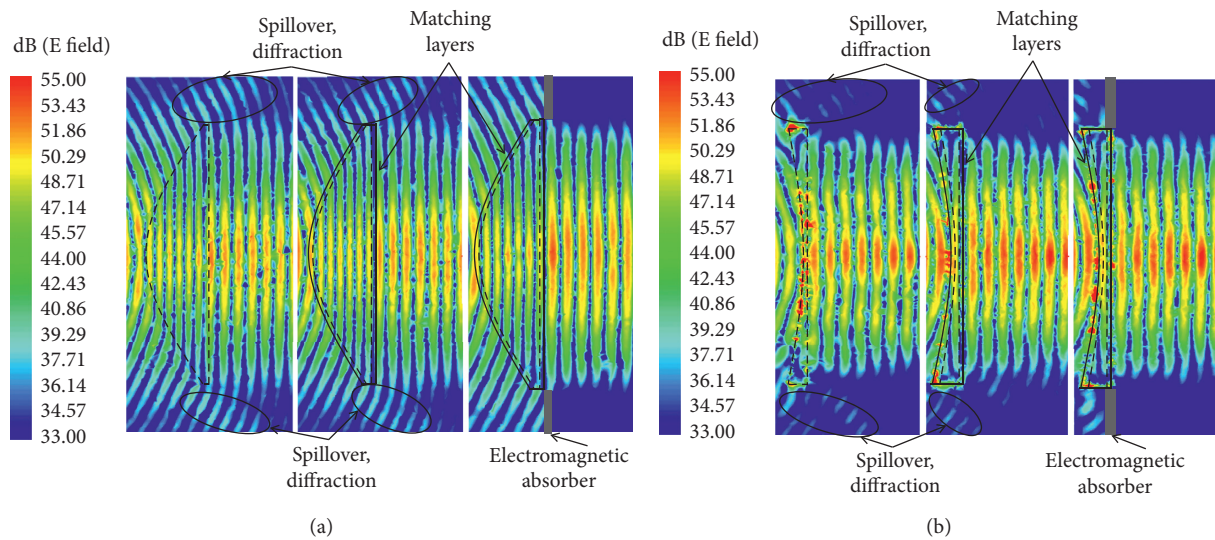 dB (E field)
55.00
53.43
51.86
50.29
48.71
47.14
45.57
44.00
42.43
40.86
39.29
37.71
36.14
34.57
33.00
Spillover,
diffraction
Matching
layers
Spillover,
diffraction
Electromagnetic
absorber
(a)
dB (E field)
55.00
53.43
51.86
50.29
48.71
47.14
45.57
44.00
42.43
40.86
39.29
37.71
36.14
34.57
33.00
Spillover,
diffraction
Matching
layers
Spillover,
diffraction
Electromagnetic
absorber
(b)